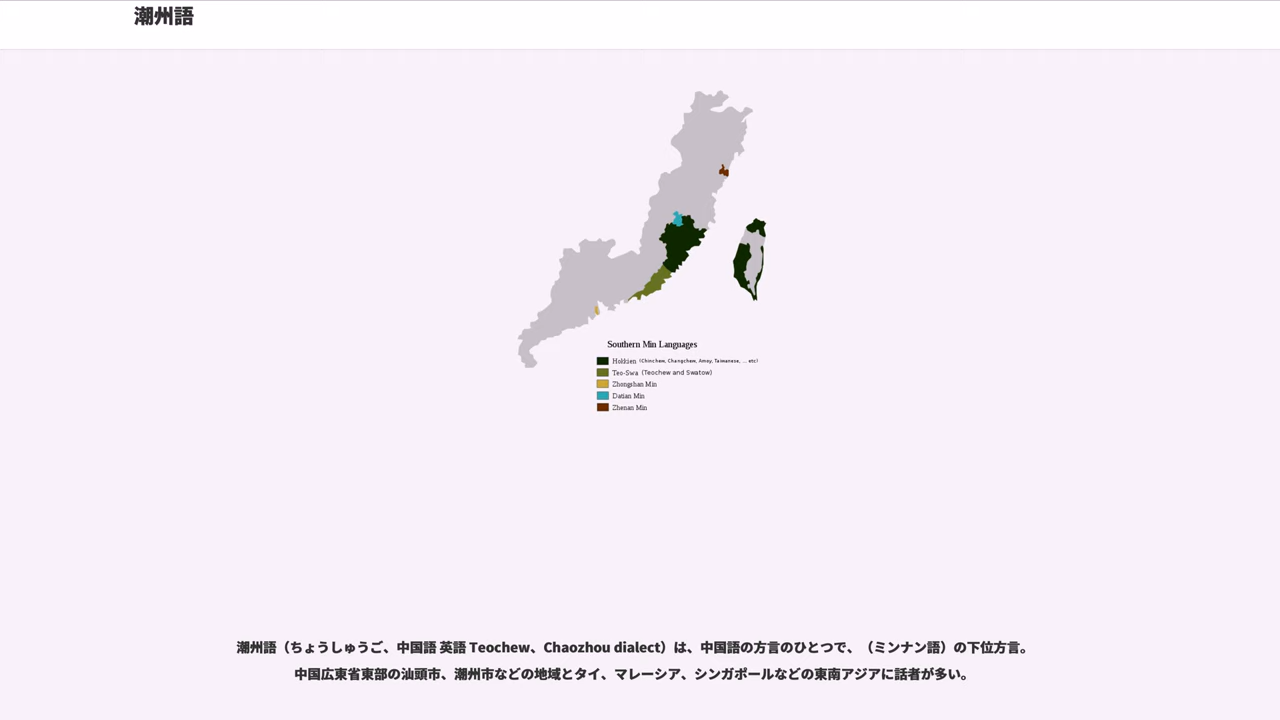 潮州語
Southern Min Languages
Hokkien (Chinchew, Changchew, Amoy, Taiwanese, ... etc)
Teo-Swa (Teochew and Swatow)
Zhongshan Min
Datian Min
Zhenan Min
潮州語（ちょうしゅうご、中国語 英語 Teochew、Chaozhou dialect）は、中国語の方言のひとつで、（ミンナン語）の下位方言。
中国広東省東部の汕頭市、潮州市などの地域とタイ、マレーシア、シンガポールなどの東南アジアに話者が多い。